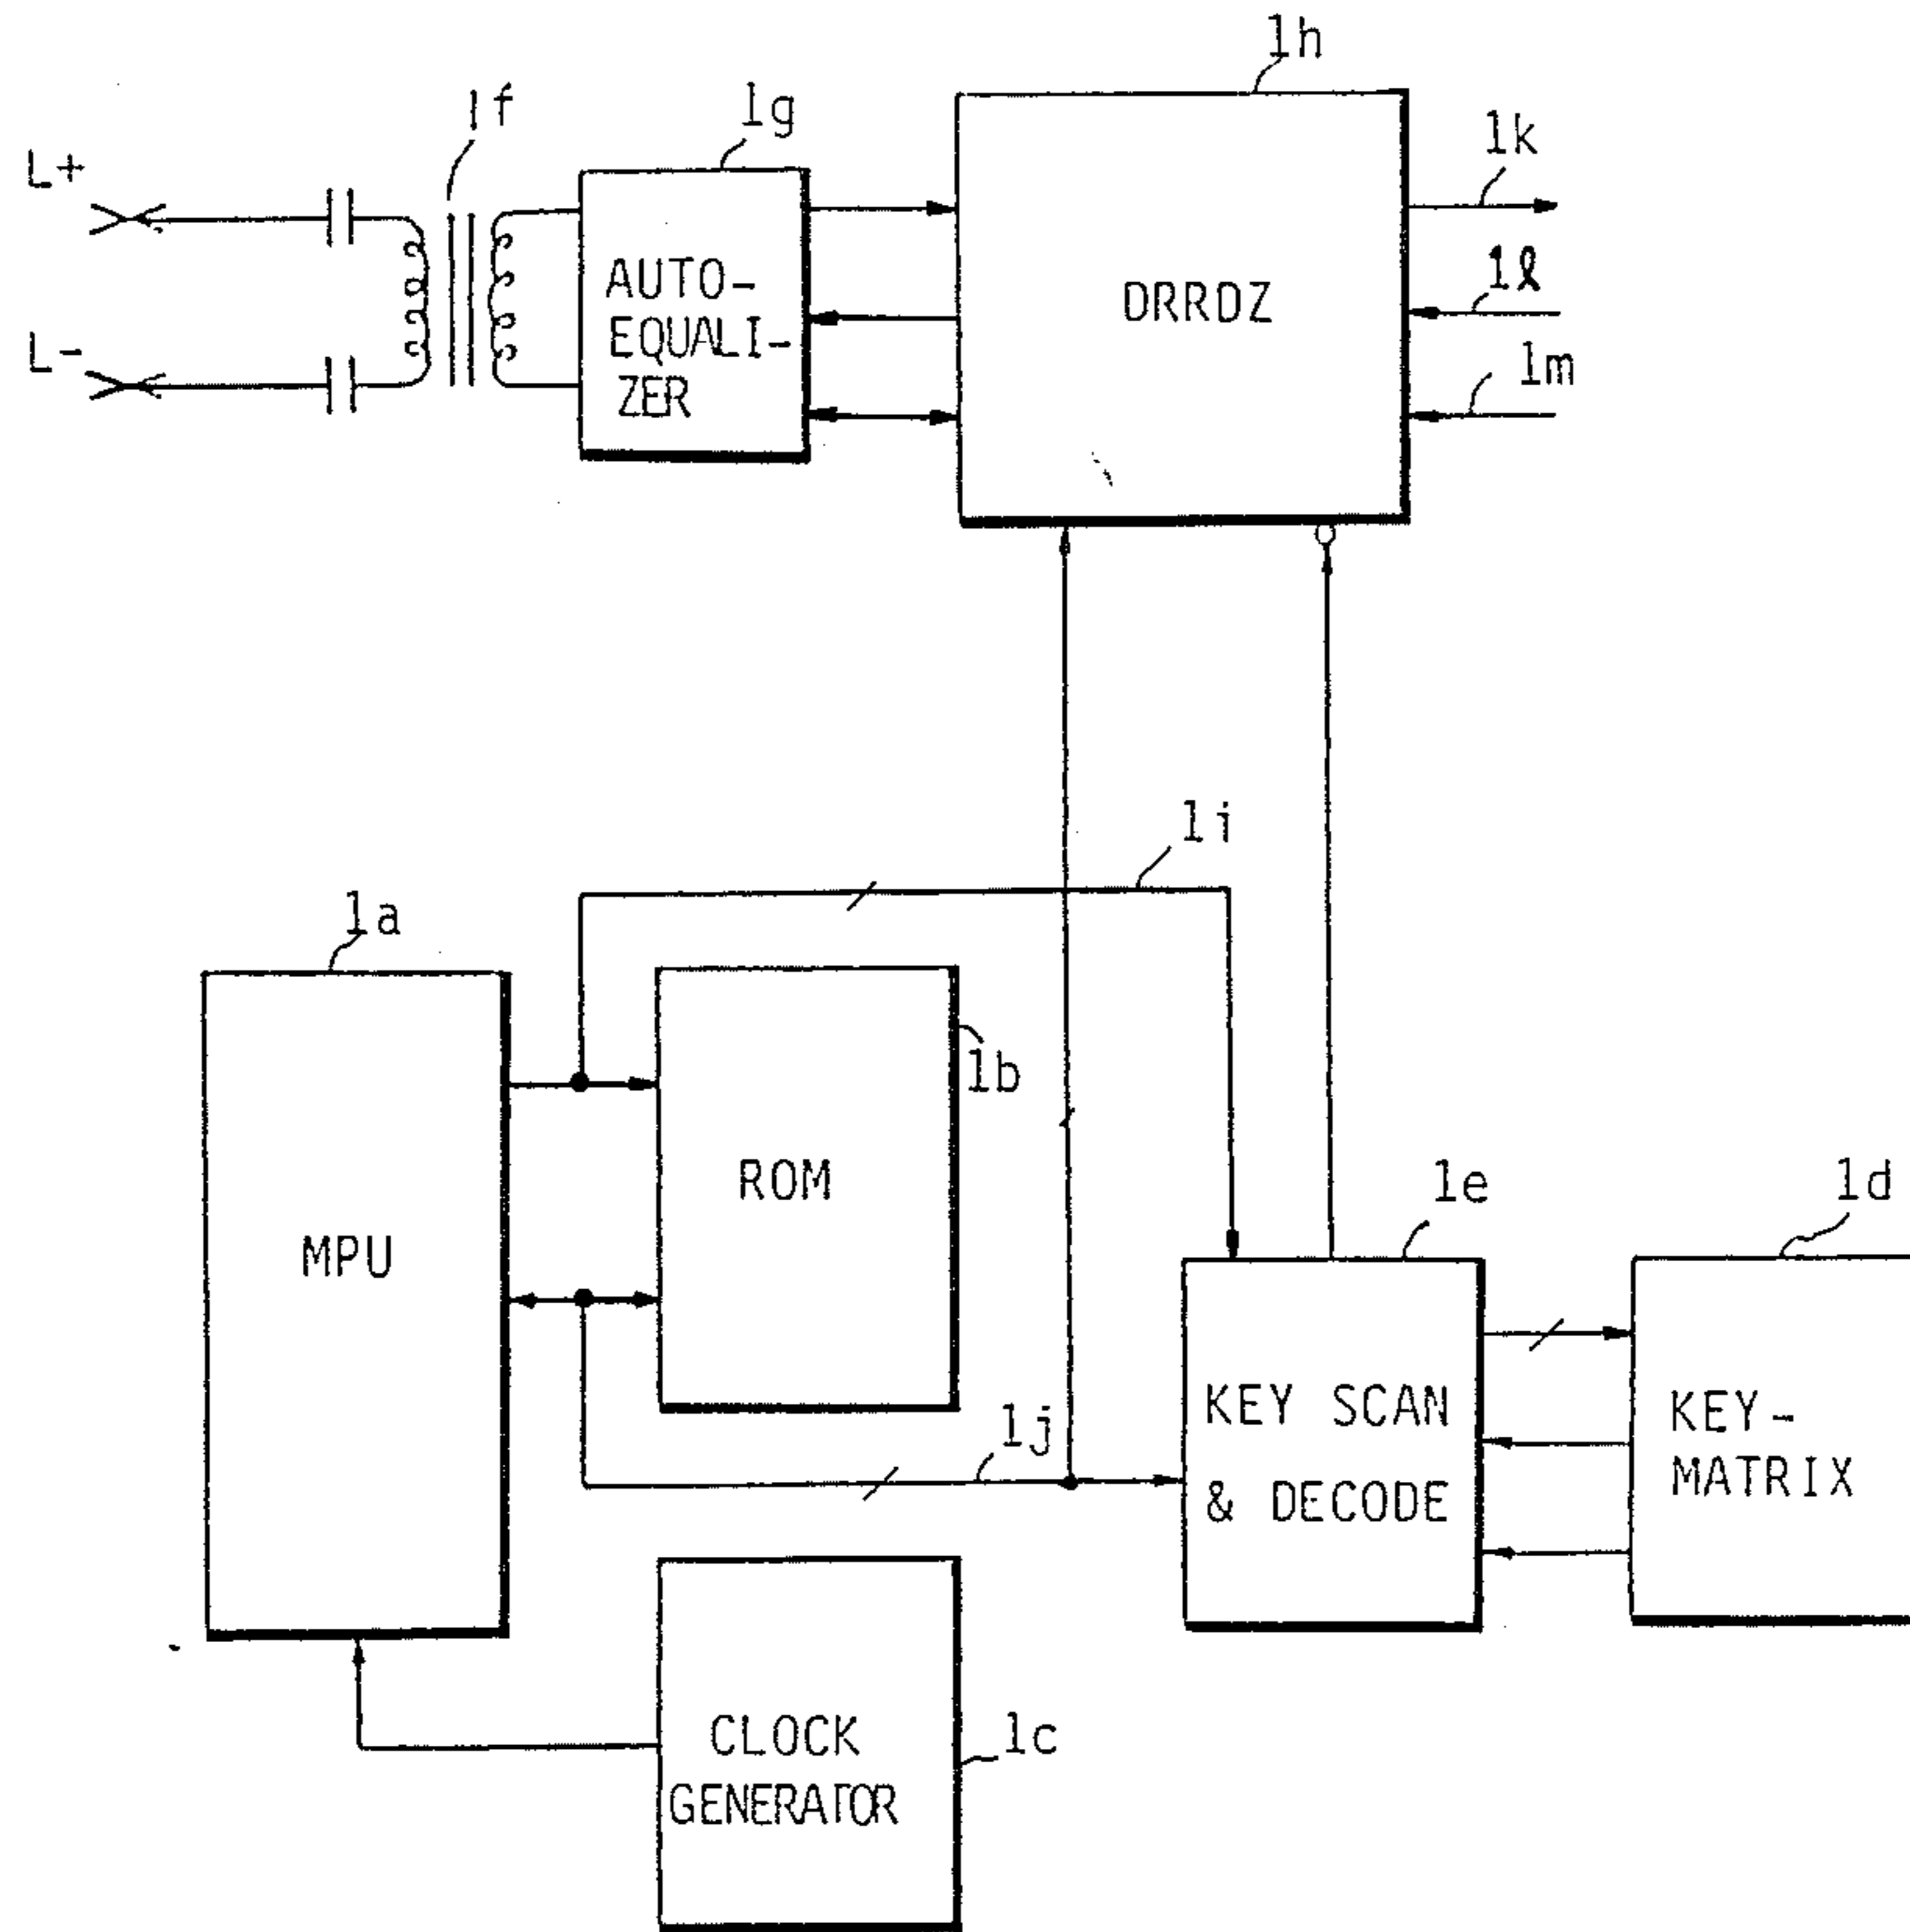 1h
1f
1g
1k
L+
1ℓ
AUTO-
EQUALI-
ZER
DRRDZ
L-
1m
1i
1a
1b
ROM
1e
1d
MPU
KEY SCAN
& DECODE
KEY-
MATRIX
1j
CLOCK
GENERATOR
1c